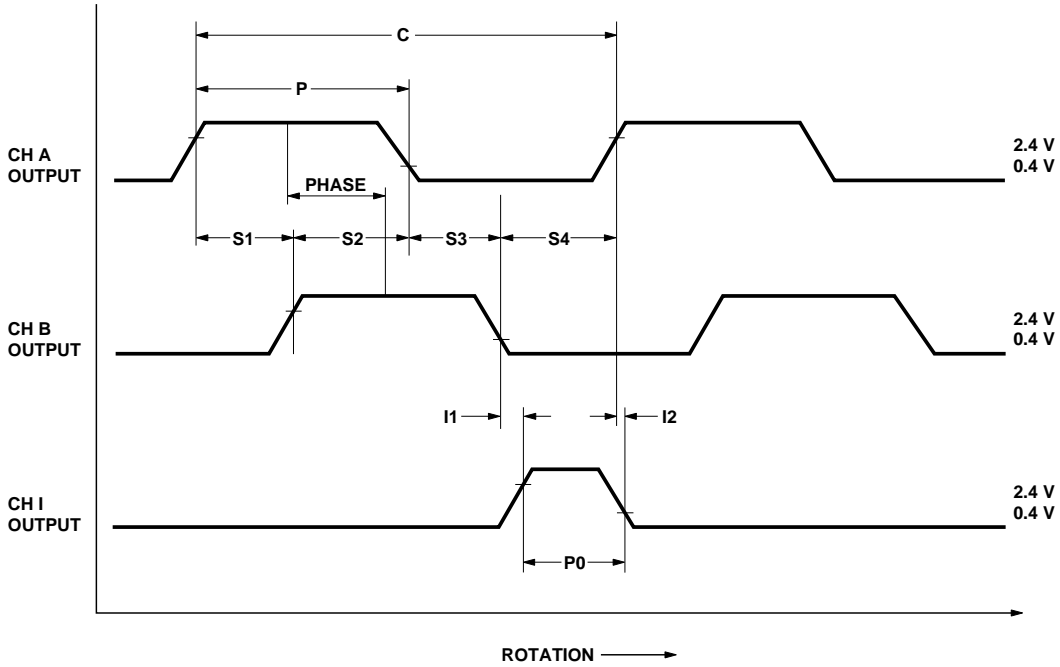 C
P
CH A
OUTPUT
2.4 V
0.4 V
PHASE
S1 S2 S3 S4
CH B
OUTPUT
2.4 V
0.4 V
I1 I2
CH I
OUTPUT
2.4 V
0.4 V
P0
ROTATION